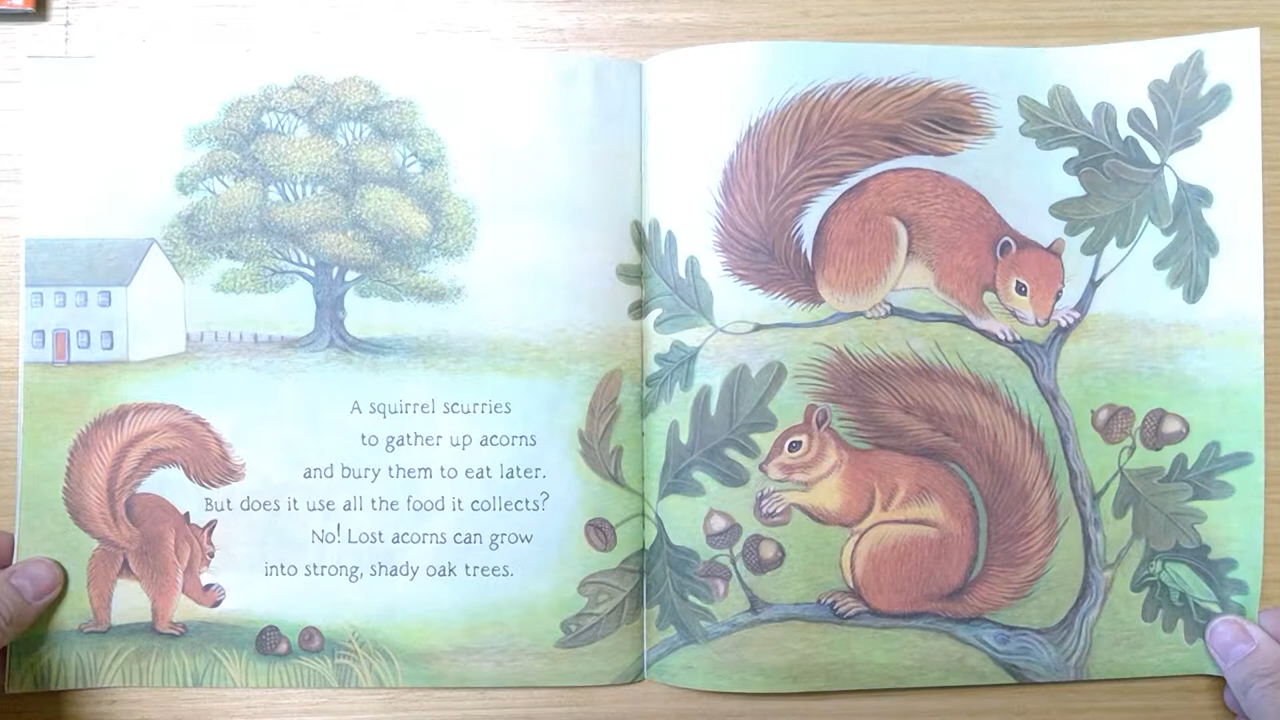 A squirrel scurries
to gather up acorns
and bury them to eat later.
But does it use all the food it collects?
No! Lost acorns can grow
into strong, shady oak trees.